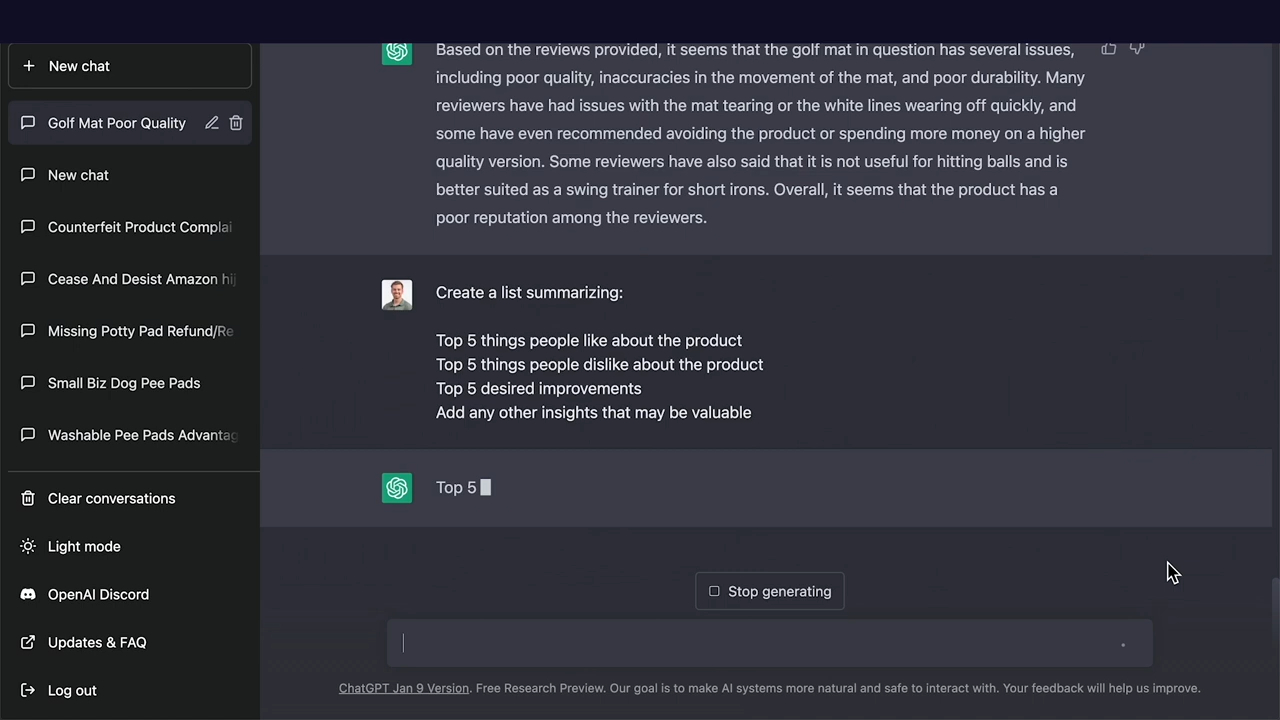 New chat
Golf Mat Poor Quality
New chat
Counterfeit Product Complai
Cease And Desist Amazon hij
Missing Potty Pad Refund/Re
Small Biz Dog Pee Pads
Washable Pee Pads Advantag
Clear conversations
Light mode
OpenAI Discord
Updates & FAQ
Log out
Based on the reviews provided, it seems that the golf mat in question has several issues,
including poor quality, inaccuracies in the movement of the mat, and poor durability. Many
reviewers have had issues with the mat tearing or the white lines wearing off quickly, and
some have even recommended avoiding the product or spending more money on a higher
quality version. Some reviewers have also said that it is not useful for hitting balls and is
better suited as a swing trainer for short irons. Overall, it seems that the product has a
poor reputation among the reviewers.
Create a list summarizing:
Top 5 things people like about the product
Top 5 things people dislike about the product
Top 5 desired improvements
Add any other insights that may be valuable
Top 5
Stop generating
ChatGPT Jan 9 Version. Free Research Preview. Our goal is to make AI systems more natural and safe to interact with. Your feedback will help us improve.